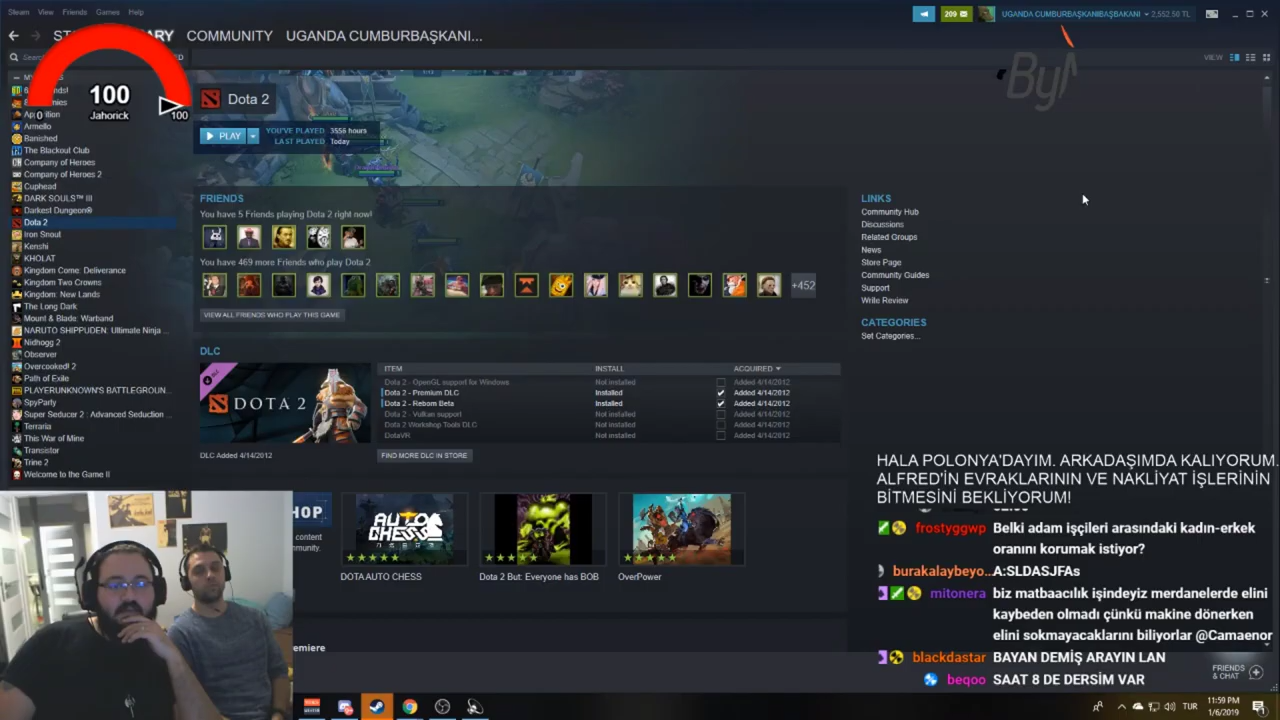 Steam View Friends Games Help
209
UGANDA CUMBURBAŞKANIBAŞBAKANI
2,552.50 TL
COMMUNITY
UGANDA CUMBURBAŞKANI...
VIEW
100
Jahorick
0
100
Armello
Banished
The Blackout Club
Company of Heroes
Company of Heroes 2
Cuphead
DARK SOULS™ III
Darkest Dungeon®
Dota 2
Iron Snout
Kenshi
KHOLAT
Kingdom Come: Deliverance
Kingdom Two Crowns
Kingdom: New Lands
The Long Dark
Mount & Blade: Warband
NARUTO SHIPPUDEN: Ultimate Ninja ...
Nidhogg 2
Observer
Overcooked! 2
Path of Exile
PLAYERUNKNOWN'S BATTLEGROUN...
SpyParty
Super Seducer 2 : Advanced Seduction ...
Terraria
This War of Mine
Transistor
Trine 2
Welcome to the Game II
Dota 2
PLAY
YOU'VE PLAYED 3556 hours
LAST PLAYED Today
FRIENDS
You have 5 Friends playing Dota 2 right now!
You have 469 more Friends who play Dota 2
+452
VIEW ALL FRIENDS WHO PLAY THIS GAME
DLC
DOTA 2
DLC Added 4/14/2012
ITEM INSTALL ACQUIRED
Dota 2 - OpenGL support for Windows Not installed Added 4/14/2012
Dota 2 - Premium DLC Installed Added 4/14/2012
Dota 2 - Reborn Beta Installed Added 4/14/2012
Dota 2 - Vulkan support Not installed Added 4/14/2012
Dota 2 Workshop Tools DLC Not installed Added 4/14/2012
DotaVR Not installed Added 4/14/2012
FIND MORE DLC IN STORE
LINKS
Community Hub
Discussions
Related Groups
News
Store Page
Community Guides
Support
Write Review
CATEGORIES
Set Categories...
AUTO CHESS
DOTA AUTO CHESS
Dota 2 But: Everyone has BOB
OverPower
HALA POLONYA'DAYIM. ARKADAŞIMDA KALIYORUM.
ALFRED'İN EVRAKLARININ VE NAKLİYAT İŞLERİNİN
BİTMESİNİ BEKLİYORUM!
frostyggwp Belki adam işçileri arasındaki kadın-erkek
oranını korumak istiyor?
burakalaybeyo... A:SLDASJFAs
mitonera biz matbaacılık işindeyiz merdanelerde elini
kaybeden olmadı çünkü makine dönerken
elini sokmayacaklarını biliyorlar @Camaenor
blackdastar BAYAN DEMİŞ ARAYIN LAN
beqoo SAAT 8 DE DERSİM VAR
FRIENDS
& CHAT
TUR
11:59 PM
1/6/2019